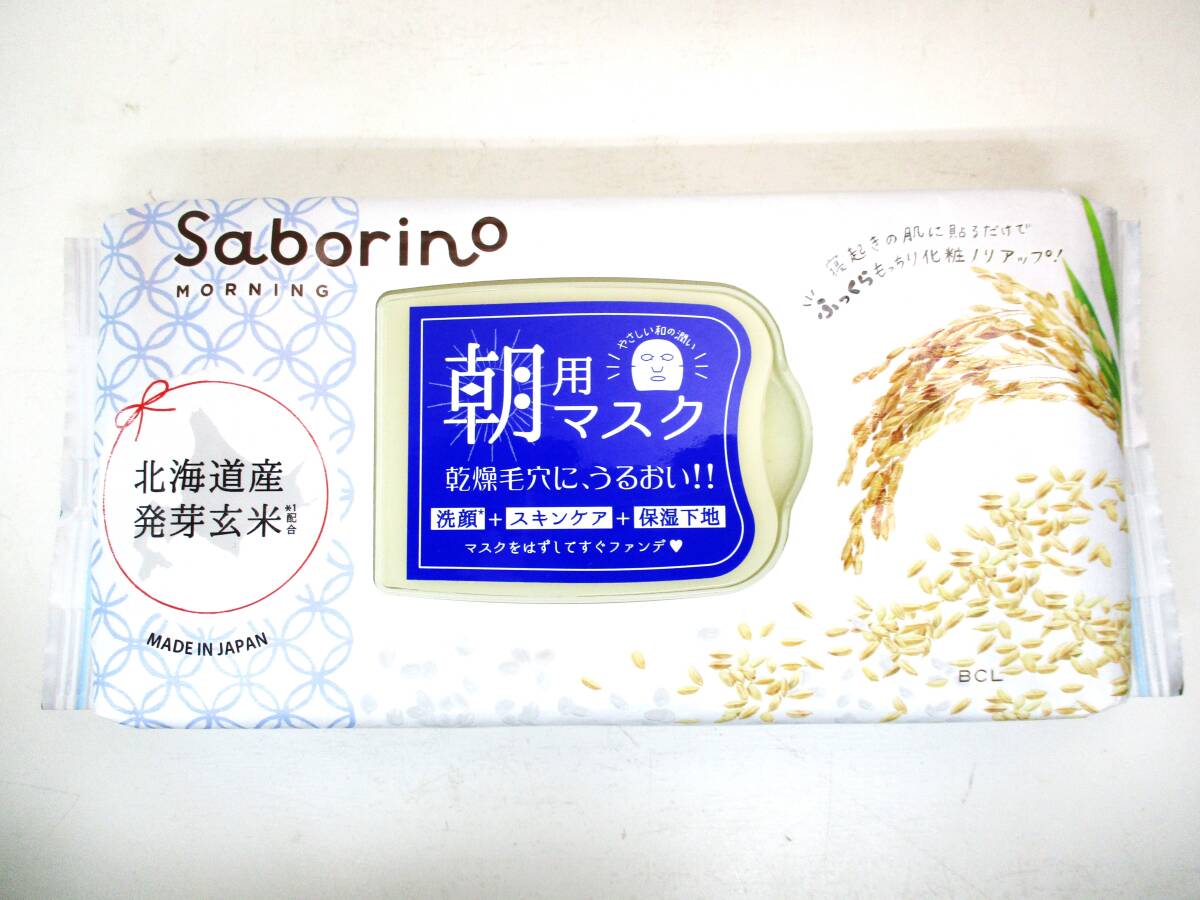 Saborino
MORNING
寝起きの肌に貼るだけで
ふっくらもっちり化粧ノリアップ!
やさしい和の潤い
朝用マスク
乾燥毛穴に、うるおい!!
洗顔*+スキンケア+保湿下地
マスクをはずしてすぐファンデ♥
北海道産
発芽玄米*1配合
MADE IN JAPAN
BCL